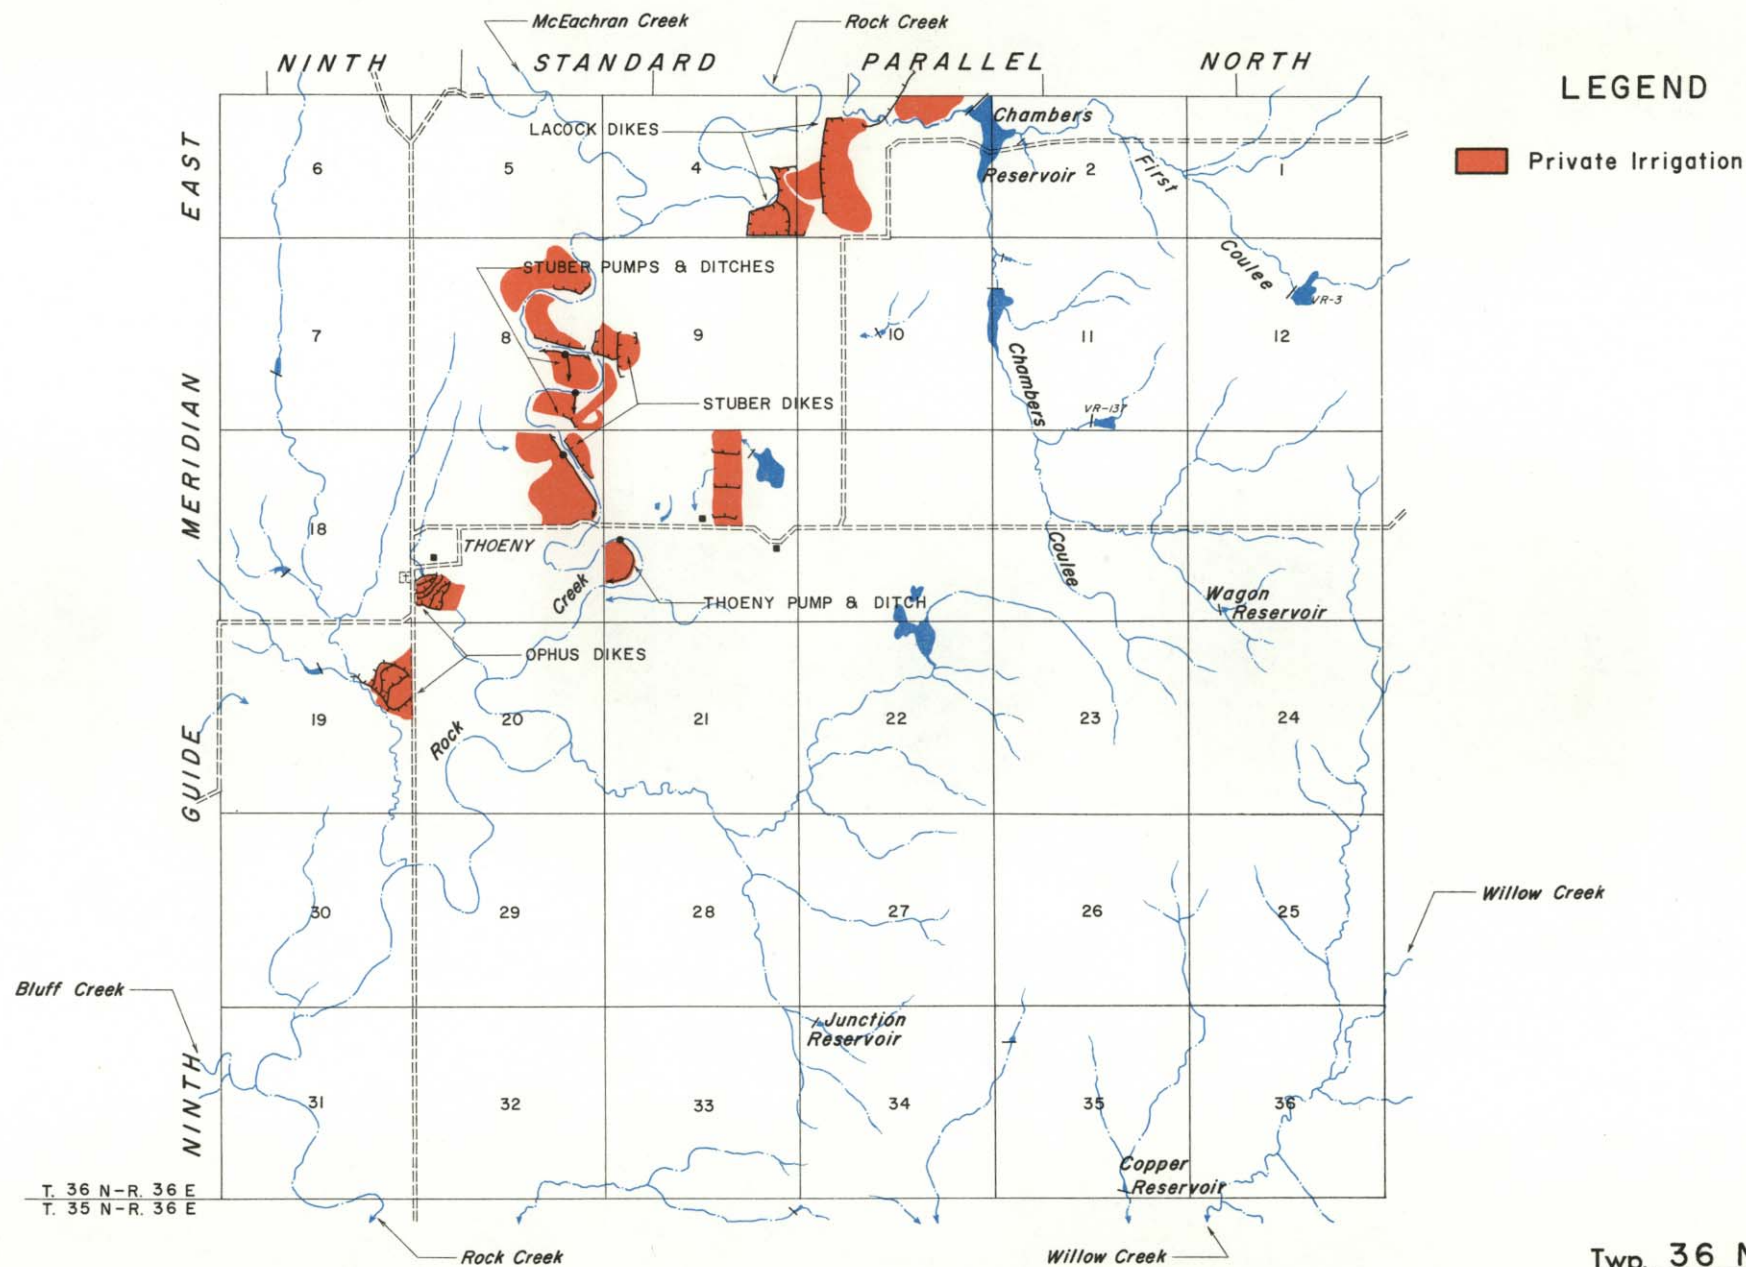 McEachran Creek
Rock Creek
NINTH STANDARD PARALLEL NORTH
LEGEND
Private Irrigation
EAST
MERIDIAN
GUIDE
NINTH
LACOCK DIKES
Chambers
Reservoir
First
Coulee
6
5
4
2
1
STUBER PUMPS & DITCHES
VR-3
7
8
9
10
11
12
Chambers
VR-137
STUBER DIKES
18
THOENY
Creek
THOENY PUMP & DITCH
Coulee
Wagon
Reservoir
OPHUS DIKES
19
20
21
22
23
24
Rock
30
29
28
27
26
25
Willow Creek
Bluff Creek
Junction
Reservoir
31
32
33
34
35
36
Copper
Reservoir
T. 36 N-R. 36 E
T. 35 N-R. 36 E
Rock Creek
Willow Creek
Twp. 36 N